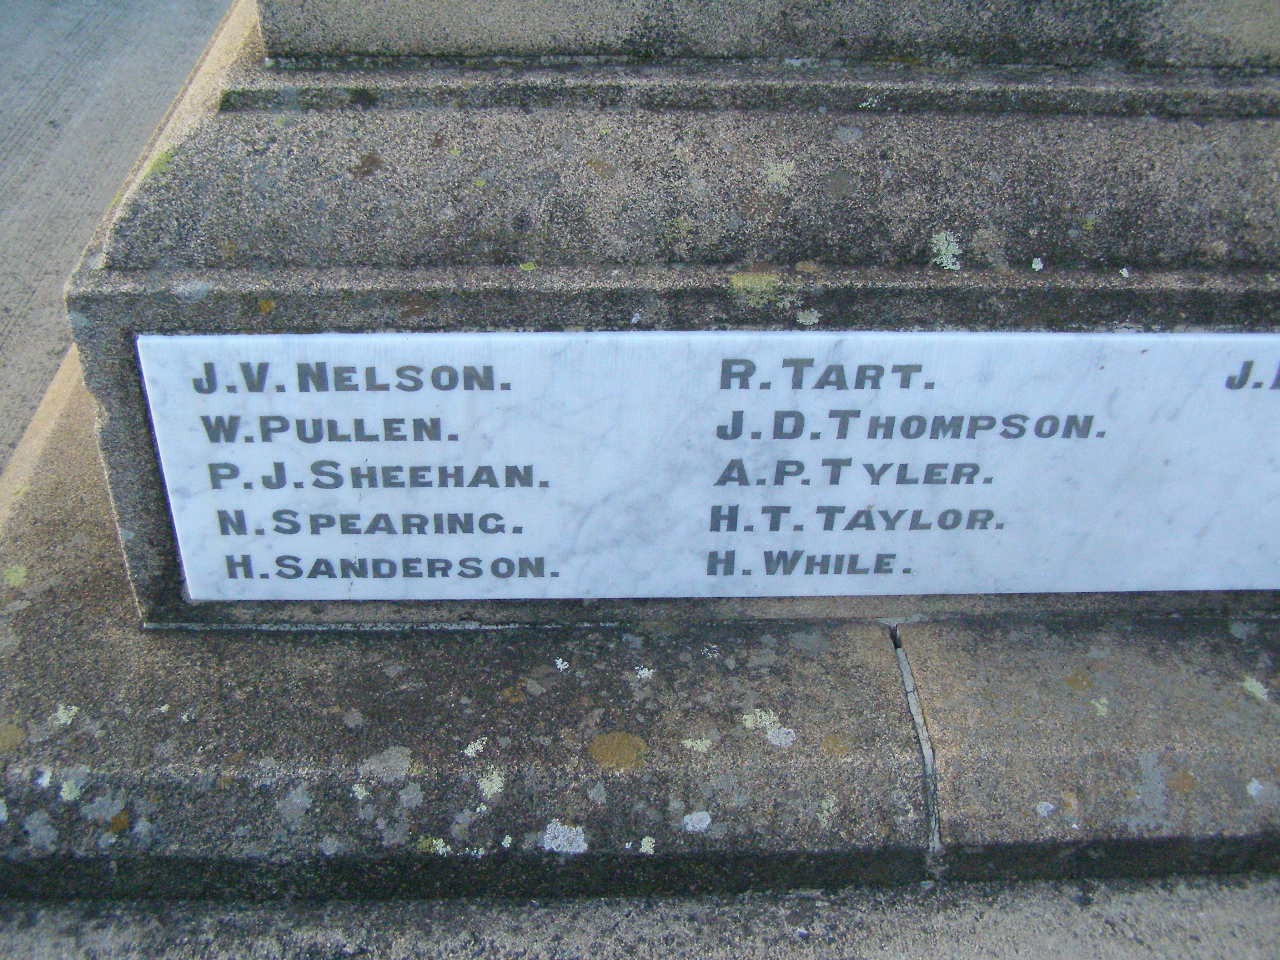 J.V. NELSON.
W. PULLEN.
P.J. SHEEHAN.
N. SPEARING.
H. SANDERSON.
R. TART.
J.D. THOMPSON.
A.P. TYLER.
H.T. TAYLOR.
H. WHILE.
J.